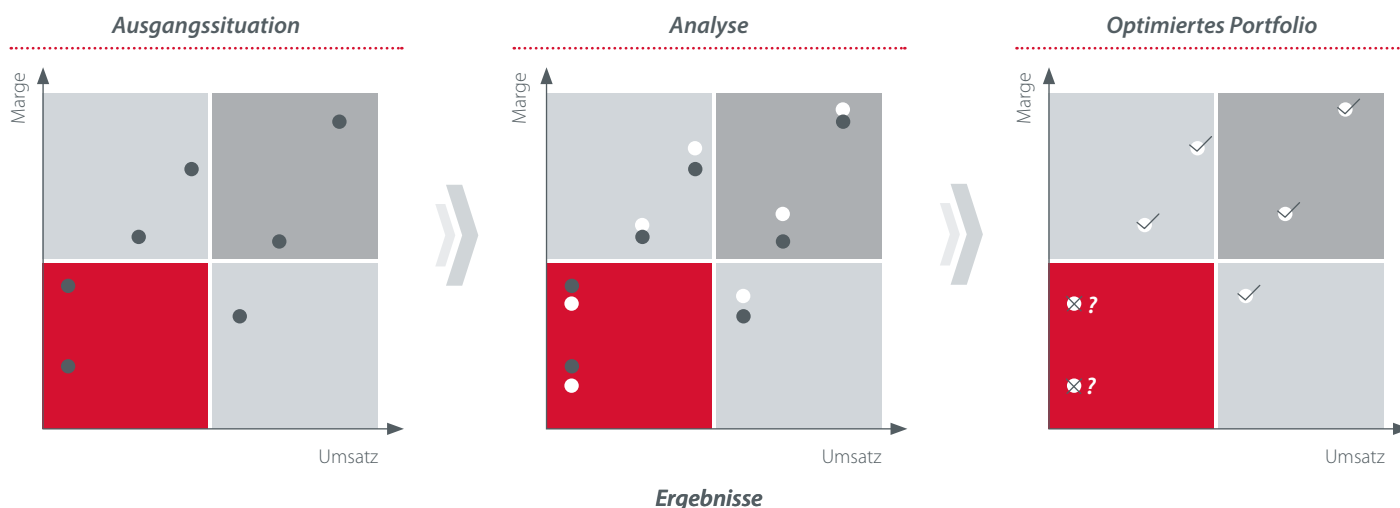 Ausgangssituation
Analyse
Optimiertes Portfolio
Marge
Marge
Marge
? 
?
Umsatz
Umsatz
Umsatz
Ergebnisse